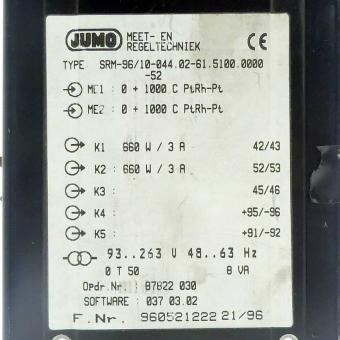 JUMO MEET- EN REGELTECHNIEK CE
TYPE SRM-96/10-044.02-61.5100.0000
-52
ME1 : 0 + 1000 C PtRh-Pt
ME2 : 0 + 1000 C PtRh-Pt
K1 660 W / 3 A 42/43
K2 : 660 W / 3 A 52/53
K3 : 45/46
K4 : +95/-96
K5 : +91/-92
93..263 V 48..63 Hz
0 T 50 8 VA
Opdr.Nr. : 87822 030
SOFTWARE : 037 03.02
F.Nr. 960521222 21/96